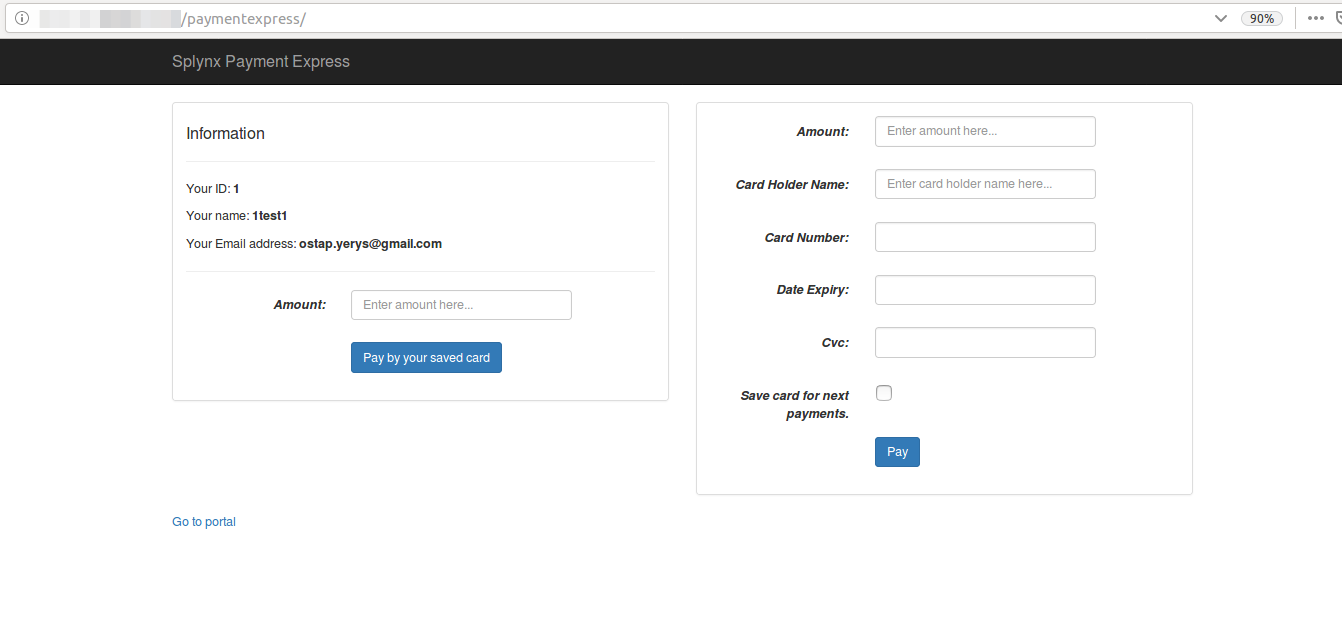 /paymentexpress/
90%
Splynx Payment Express
Information
Your ID: 1
Your name: 1test1
Your Email address: ostap.yerys@gmail.com
Amount:
Enter amount here...
Pay by your saved card
Amount:
Enter amount here...
Card Holder Name:
Enter card holder name here...
Card Number:
Date Expiry:
Cvc:
Save card for next
payments.
Pay
Go to portal